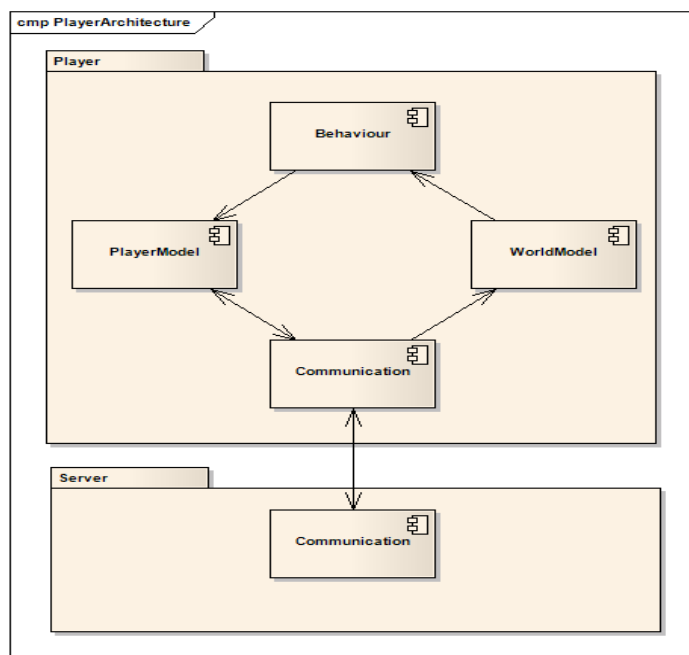 cmp PlayerArchitecture
Player
Behaviour
PlayerModel
WorldModel
Communication
Server
Communication